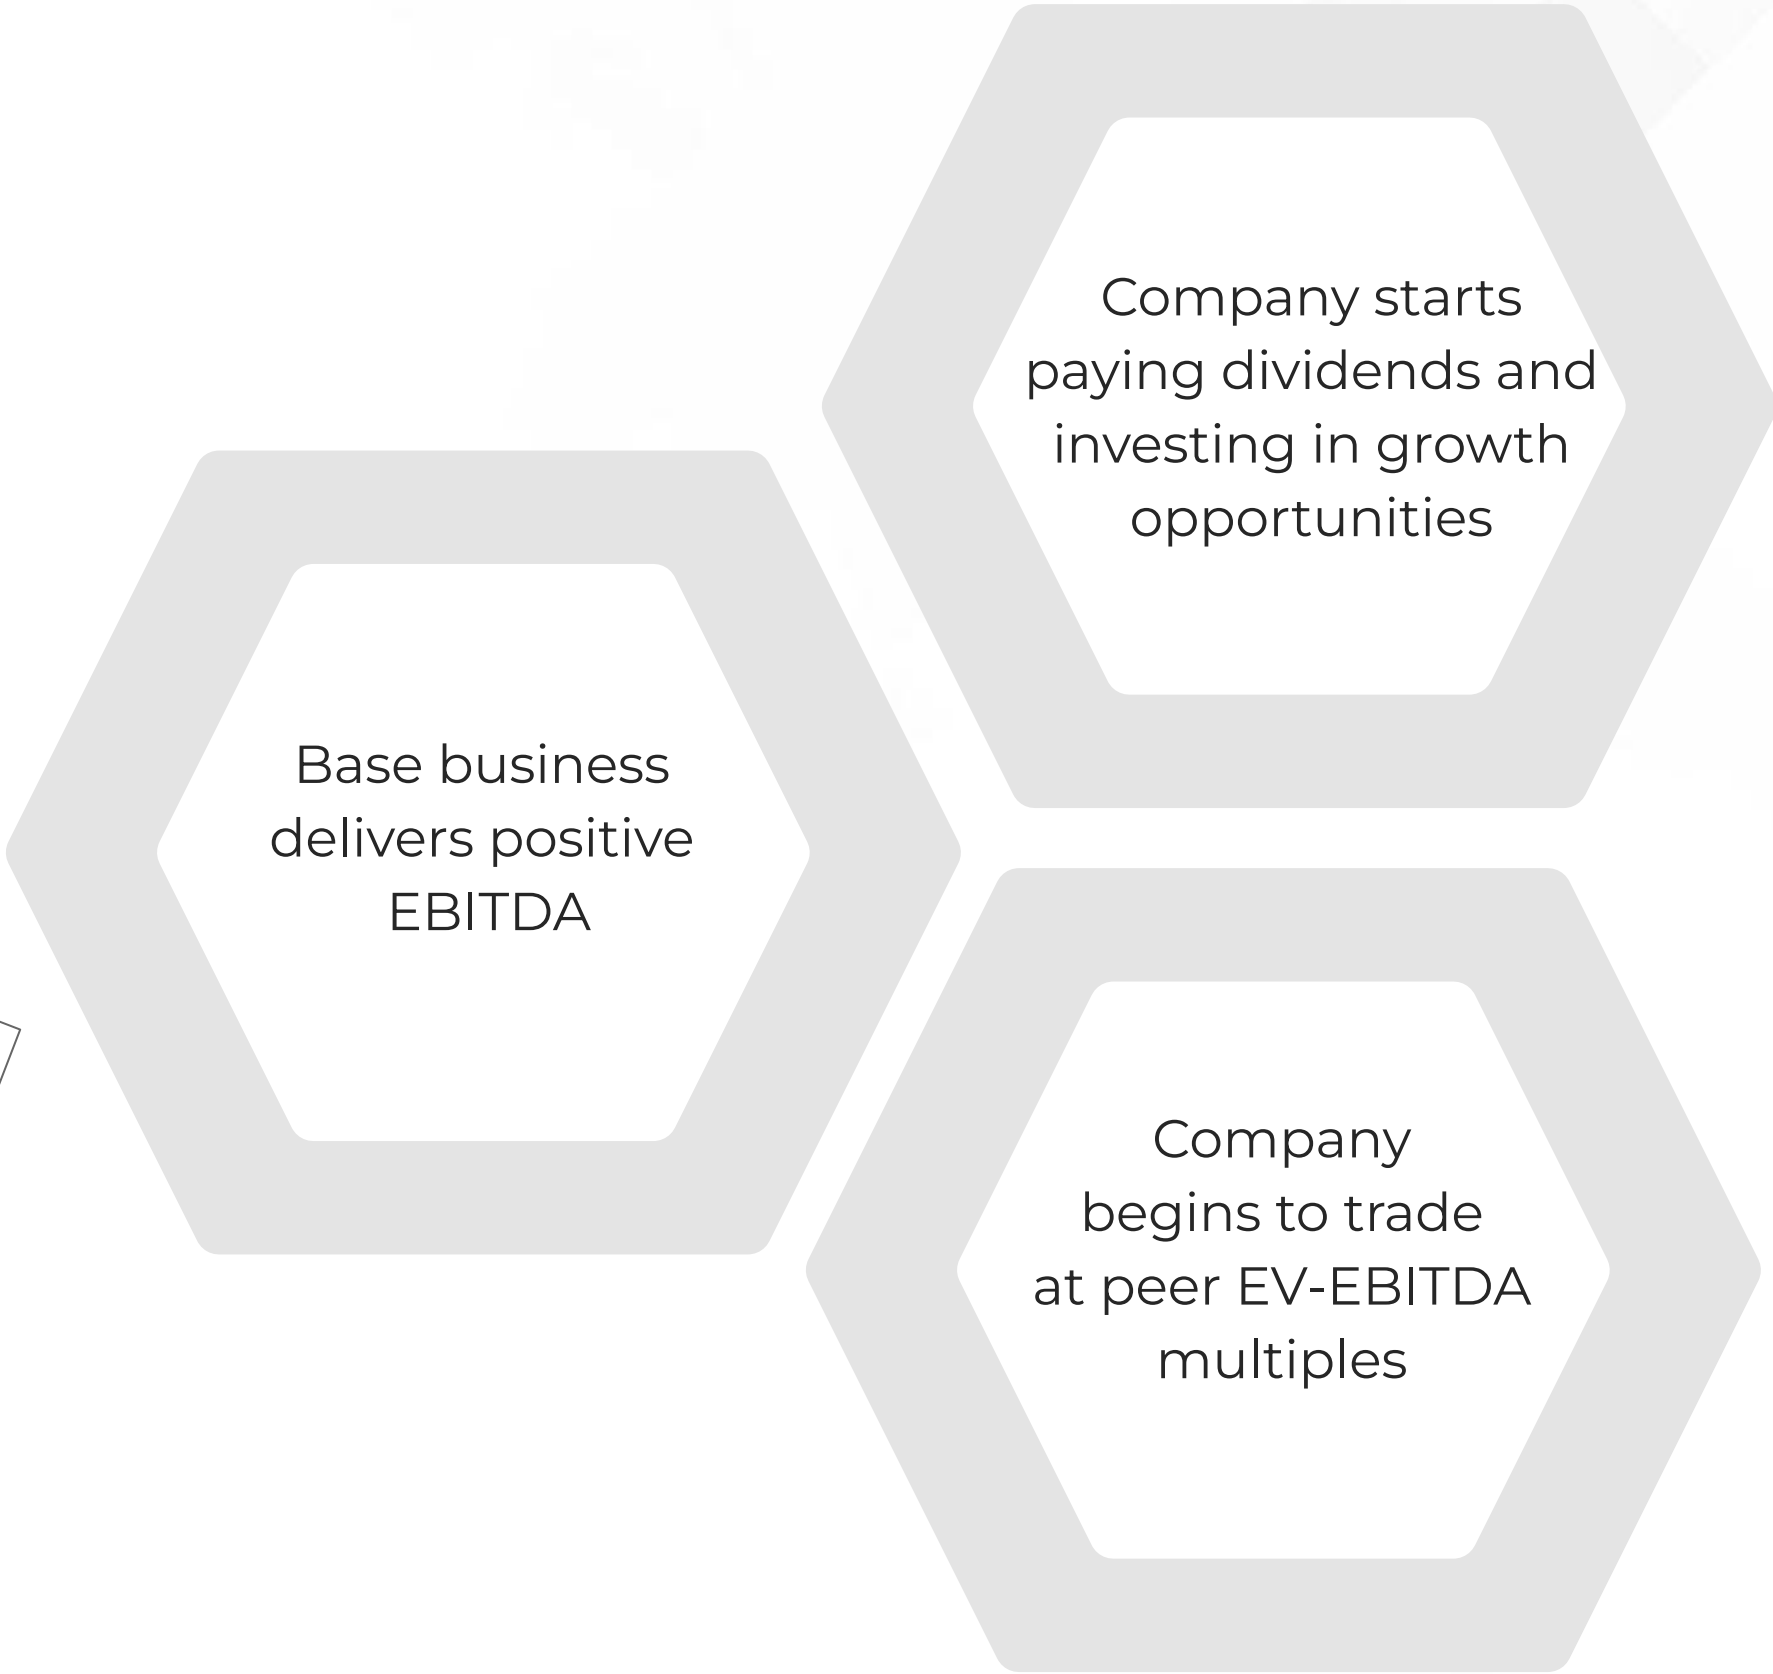 Company starts
paying dividends and
investing in growth
opportunities
Base business
delivers positive
EBITDA
Company
begins to trade
at peer EV-EBITDA
multiples